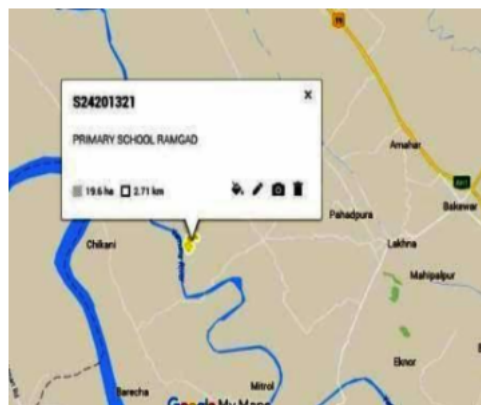 S24201321
X
PRIMARY SCHOOL RAMGAD
19.6 ha 2.71 km
Amahar
Bakewar
Pahadpura
Lakhna
Chikani
Mahipalpur
Eknor
Barecha
Mitrol
Google My Maps